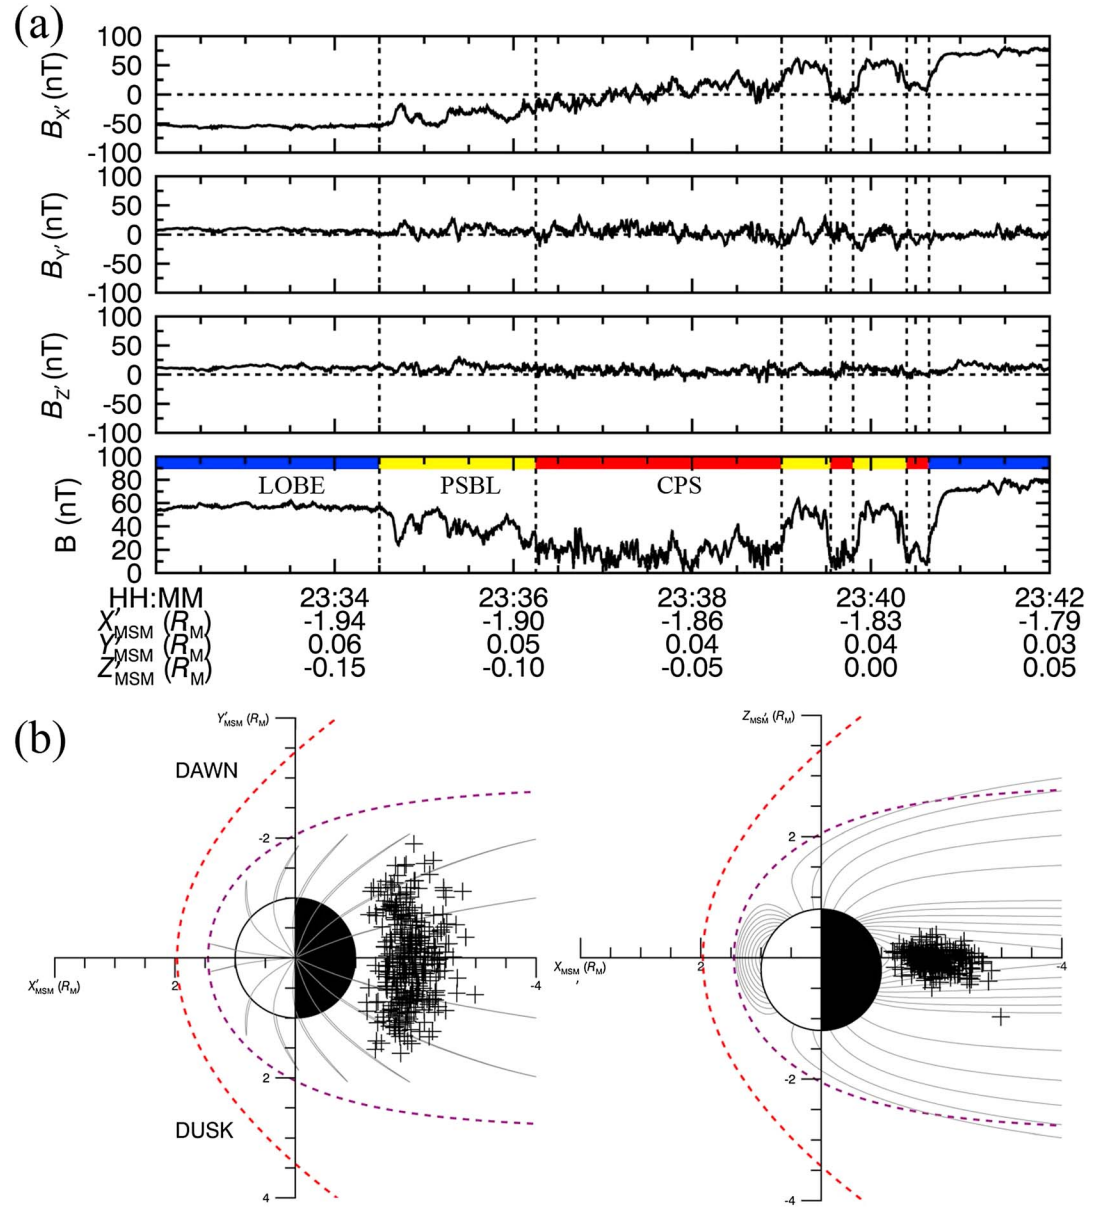 (a)
100
50
0
-50
-100
BX′ (nT)
100
50
0
-50
-100
BY′ (nT)
100
50
0
-50
-100
BZ′ (nT)
100
80
60
40
20
0
B (nT)
LOBE PSBL CPS
HH:MM 23:34 23:36 23:38 23:40 23:42
X′MSM (RM) -1.94 -1.90 -1.86 -1.83 -1.79
Y′MSM (RM) 0.06 0.05 0.04 0.04 0.03
Z′MSM (RM) -0.15 -0.10 -0.05 0.00 0.05
(b)
Y′MSM (RM)
DAWN
-2
X′MSM (RM)
2
-4
2
DUSK
4
ZMSM′ (RM)
2
XMSM′ (RM)
2
-4
-2
-4